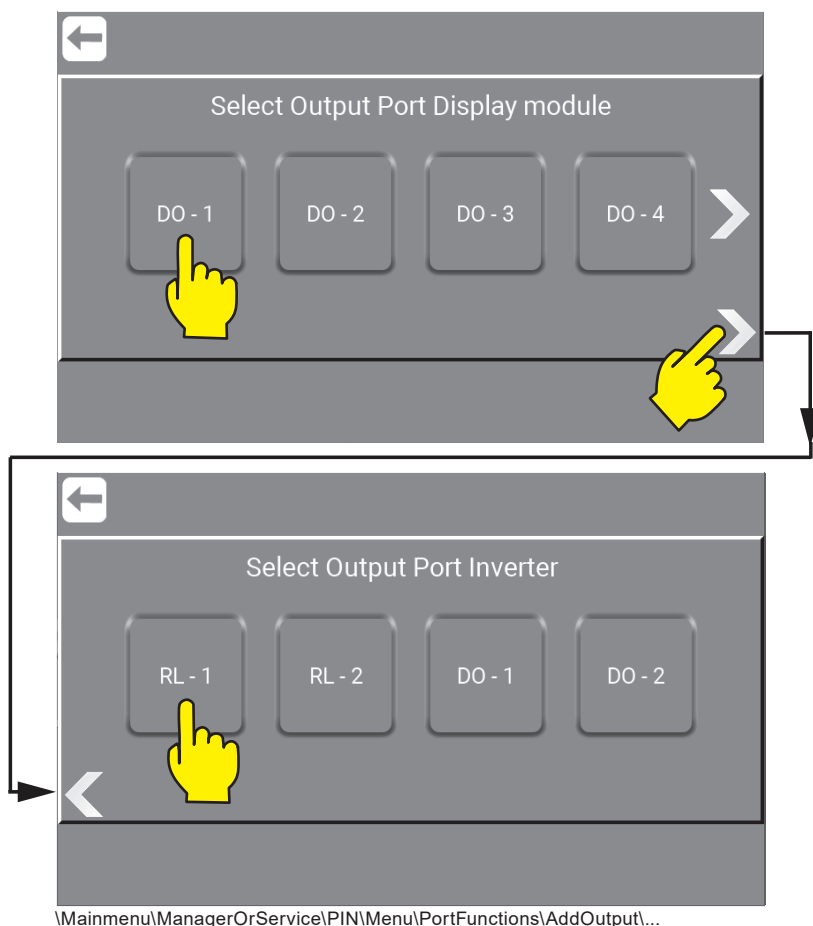 Select Output Port Display module
DO - 1 DO - 2 DO - 3 DO - 4
Select Output Port Inverter
RL - 1 RL - 2 DO - 1 DO - 2
\Mainmenu\ManagerOrService\PIN\Menu\PortFunctions\AddOutput\...